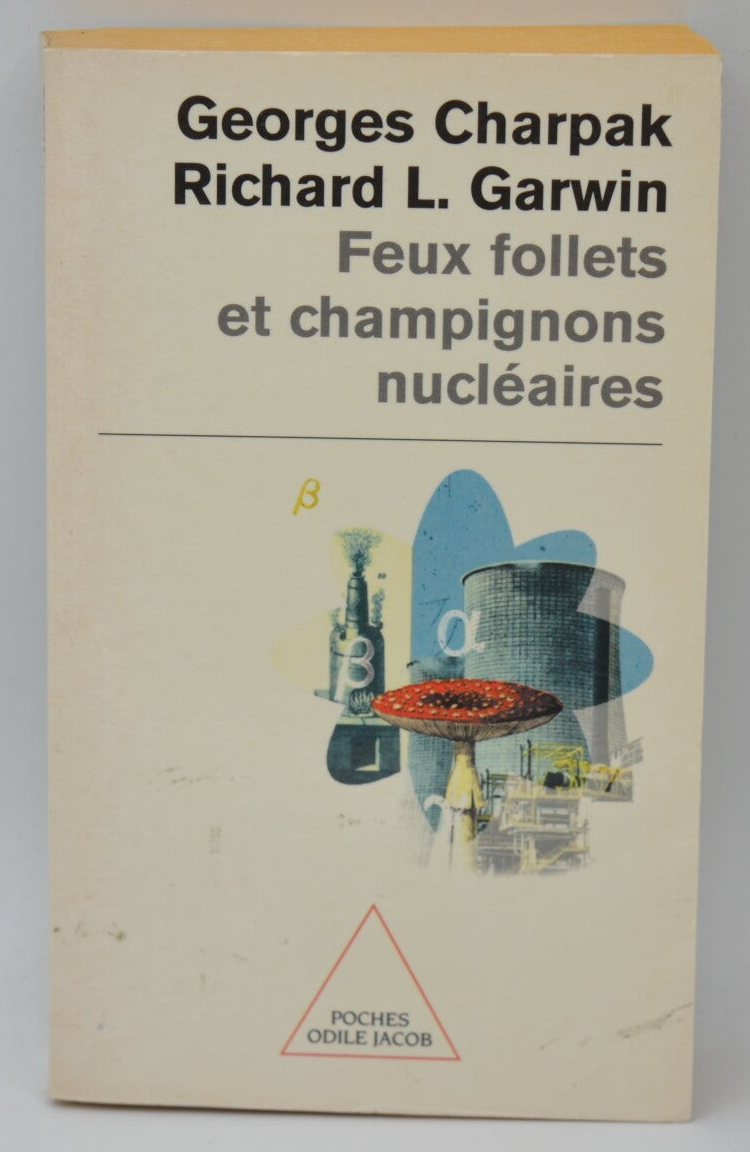 Georges Charpak
Richard L. Garwin
Feux follets
et champignons
nucléaires
β
α
β
POCHES
ODILE JACOB